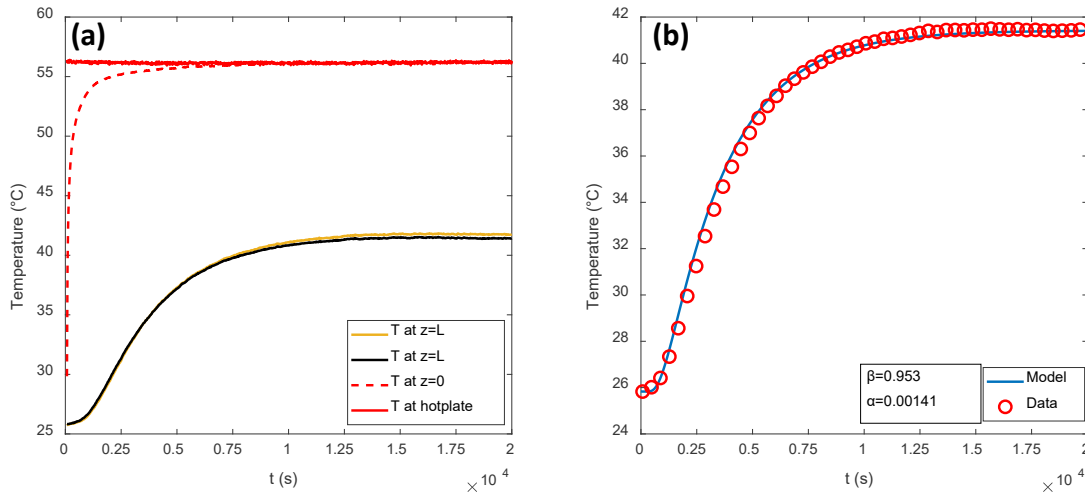 (a)
60
55
50
45
40
35
30
25
Temperature (°C)
0
0.25
0.5
0.75
1
1.25
1.5
1.75
2
t (s)
× 10 4
T at z=L
T at z=L
T at z=0
T at hotplate
(b)
42
40
38
36
34
32
30
28
26
24
Temperature (°C)
0
0.25
0.5
0.75
1
1.25
1.5
1.75
2
t (s)
× 10 4
β=0.953
α=0.00141
Model
Data